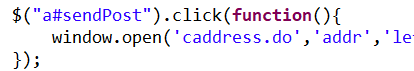 $("a#sendPost").click(function(){
window.open('caddress.do','addr','le
});